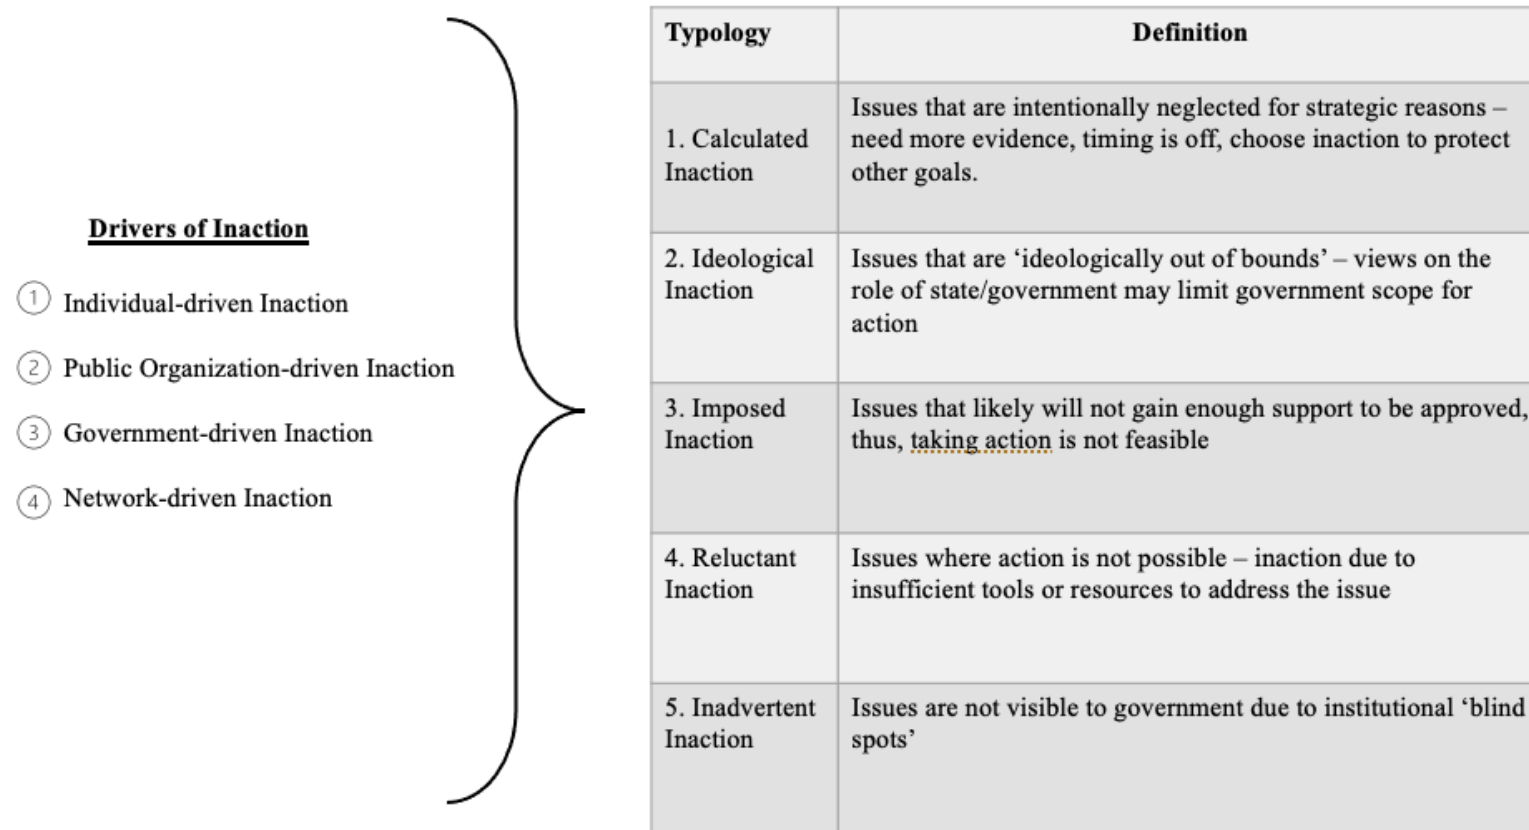 Drivers of Inaction
1 Individual-driven Inaction
2 Public Organization-driven Inaction
3 Government-driven Inaction
4 Network-driven Inaction
Typology Definition
1. Calculated
Inaction
Issues that are intentionally neglected for strategic reasons –
need more evidence, timing is off, choose inaction to protect
other goals.
2. Ideological
Inaction
Issues that are ‘ideologically out of bounds’ – views on the
role of state/government may limit government scope for
action
3. Imposed
Inaction
Issues that likely will not gain enough support to be approved,
thus, taking action is not feasible
4. Reluctant
Inaction
Issues where action is not possible – inaction due to
insufficient tools or resources to address the issue
5. Inadvertent
Inaction
Issues are not visible to government due to institutional ‘blind
spots’